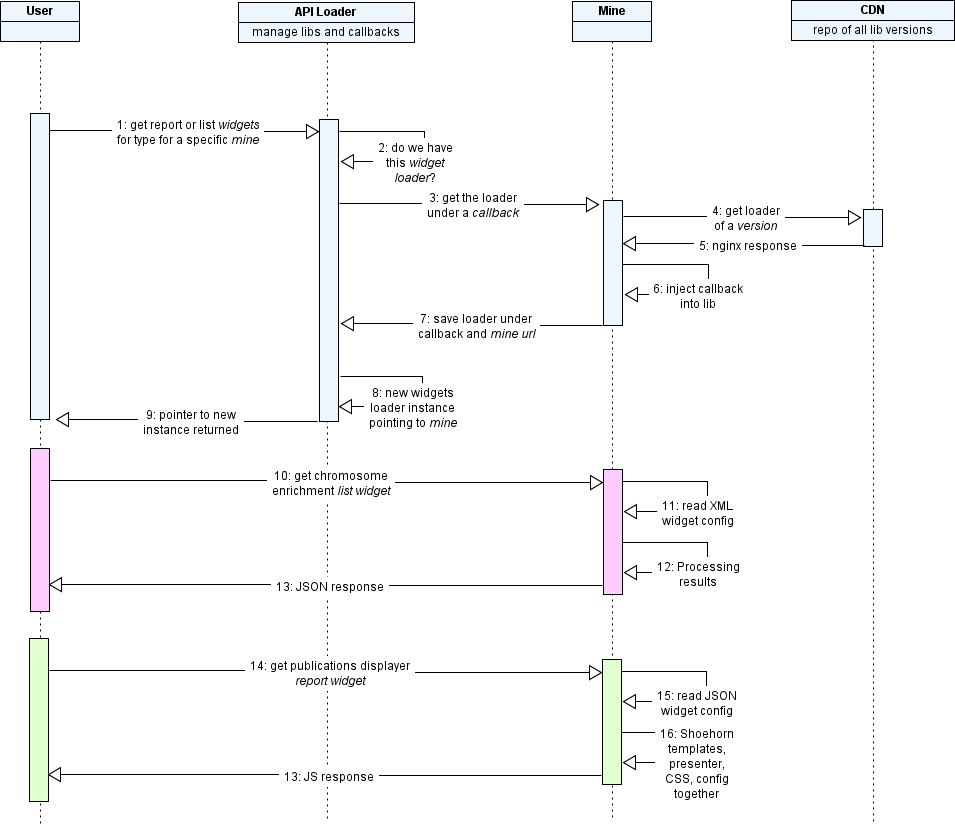 User
API Loader
manage libs and callbacks
Mine
CDN
repo of all lib versions
1: get report or list widgets
for type for a specific mine
2: do we have
this widget
loader?
3: get the loader
under a callback
4: get loader
of a version
5: nginx response
6: inject callback
into lib
7: save loader under
callback and mine url
8: new widgets
loader instance
pointing to mine
9: pointer to new
instance returned
10: get chromosome
enrichment list widget
11: read XML
widget config
12: Processing
results
13: JSON response
14: get publications displayer
report widget
15: read JSON
widget config
16: Shoehorn
templates,
presenter,
CSS, config
together
13: JS response